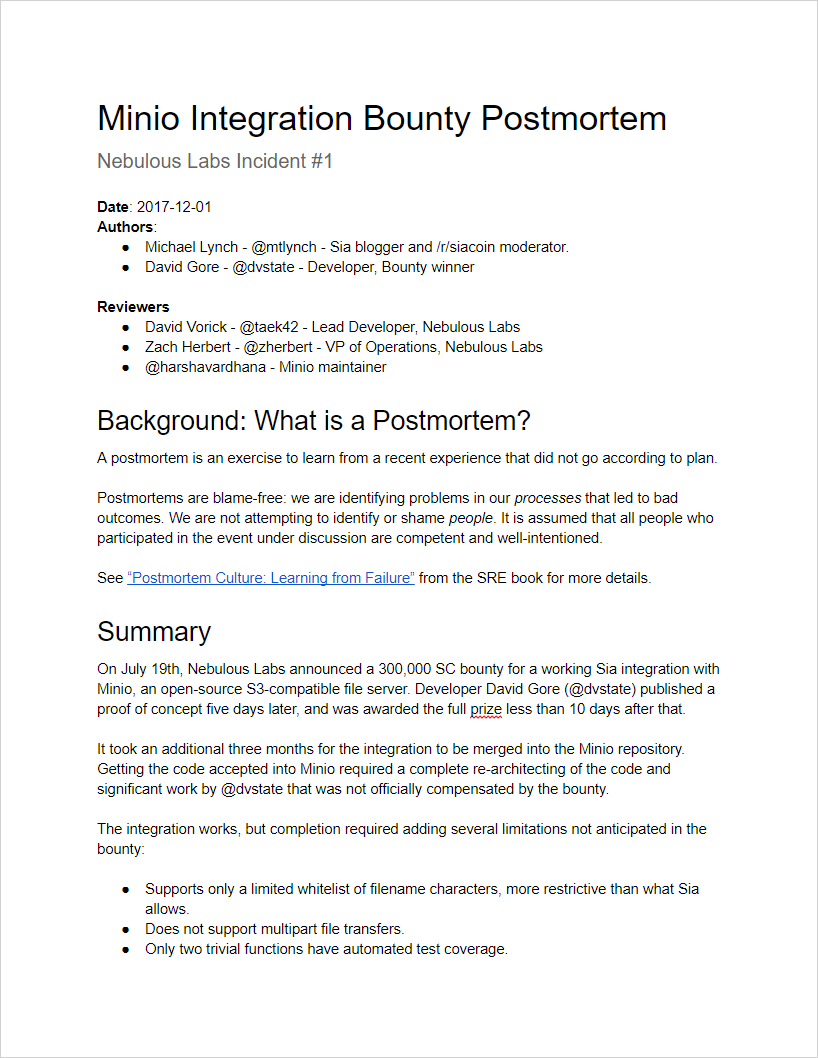 Minio Integration Bounty Postmortem
Nebulous Labs Incident #1
Date: 2017-12-01
Authors:
● Michael Lynch - @mtlynch - Sia blogger and /r/siacoin moderator.
● David Gore - @dvstate - Developer, Bounty winner
Reviewers
● David Vorick - @taek42 - Lead Developer, Nebulous Labs
● Zach Herbert - @zherbert - VP of Operations, Nebulous Labs
● @harshavardhana - Minio maintainer
Background: What is a Postmortem?
A postmortem is an exercise to learn from a recent experience that did not go according to plan.
Postmortems are blame-free: we are identifying problems in our processes that led to bad
outcomes. We are not attempting to identify or shame people. It is assumed that all people who
participated in the event under discussion are competent and well-intentioned.
See “Postmortem Culture: Learning from Failure” from the SRE book for more details.
Summary
On July 19th, Nebulous Labs announced a 300,000 SC bounty for a working Sia integration with
Minio, an open-source S3-compatible file server. Developer David Gore (@dvstate) published a
proof of concept five days later, and was awarded the full prize less than 10 days after that.
It took an additional three months for the integration to be merged into the Minio repository.
Getting the code accepted into Minio required a complete re-architecting of the code and
significant work by @dvstate that was not officially compensated by the bounty.
The integration works, but completion required adding several limitations not anticipated in the
bounty:
● Supports only a limited whitelist of filename characters, more restrictive than what Sia
allows.
● Does not support multipart file transfers.
● Only two trivial functions have automated test coverage.